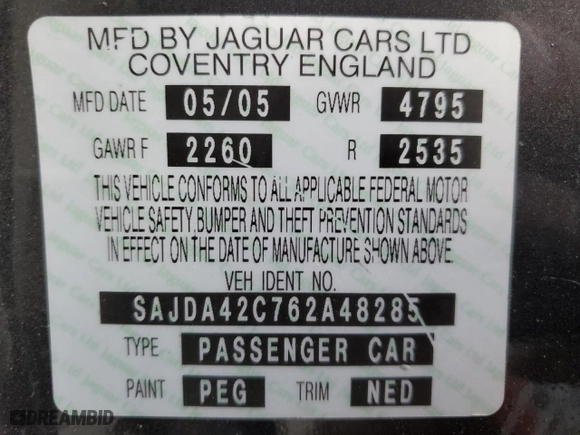 MFD BY JAGUAR CARS LTD
COVENTRY ENGLAND
MFD DATE 05/05 GVWR 4795
GAWR F 2260 R 2535
THIS VEHICLE CONFORMS TO ALL APPLICABLE FEDERAL MOTOR
VEHICLE SAFETY,BUMPER AND THEFT PREVENTION STANDARDS
IN EFFECT ON THE DATE OF MANUFACTURE SHOWN ABOVE.
VEH IDENT NO.
SAJDA42C762A48285
TYPE PASSENGER CAR
PAINT PEG TRIM NED
DREAMBID